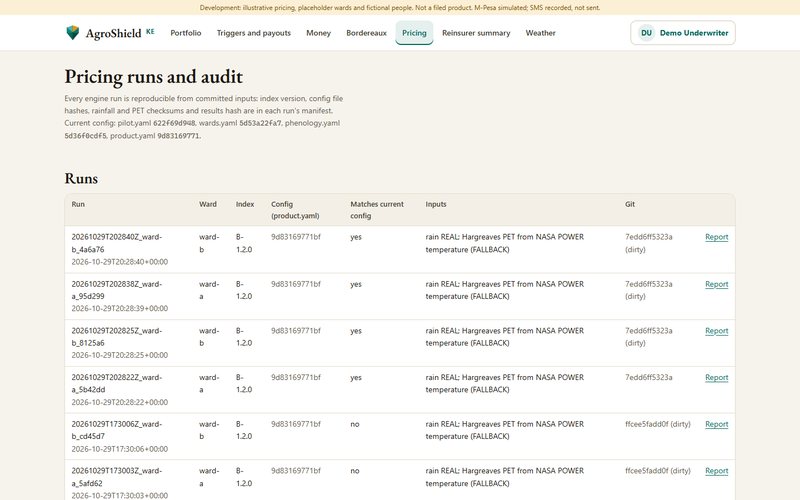 Development: illustrative pricing, placeholder wards and fictional people. Not a filed product. M-Pesa simulated; SMS recorded, not sent.
AgroShield KE Portfolio Triggers and payouts Money Bordereaux Pricing Reinsurer summary Weather DU Demo Underwriter
Pricing runs and audit
Every engine run is reproducible from committed inputs: index version, config file
hashes, rainfall and PET checksums and results hash are in each run's manifest.
Current config: pilot.yaml 622f69d948, wards.yaml 5d53a22fa7, phenology.yaml
5d36f0cdf5, product.yaml 9d83169771.
Runs
Run Ward Index Config (product.yaml) Matches current config Inputs Git
20261029T202840Z_ward-b_4a6a76 2026-10-29T20:28:40+00:00 ward-b B-1.2.0 9d83169771bf yes rain REAL; Hargreaves PET from NASA POWER temperature (FALLBACK) 7edd6ff5323a (dirty) Report
20261029T202838Z_ward-a_95d299 2026-10-29T20:28:39+00:00 ward-a B-1.2.0 9d83169771bf yes rain REAL; Hargreaves PET from NASA POWER temperature (FALLBACK) 7edd6ff5323a (dirty) Report
20261029T202825Z_ward-b_8125a6 2026-10-29T20:28:25+00:00 ward-b B-1.2.0 9d83169771bf yes rain REAL; Hargreaves PET from NASA POWER temperature (FALLBACK) 7edd6ff5323a (dirty) Report
20261029T202822Z_ward-a_5b42dd 2026-10-29T20:28:22+00:00 ward-a B-1.2.0 9d83169771bf yes rain REAL; Hargreaves PET from NASA POWER temperature (FALLBACK) 7edd6ff5323a (dirty) Report
20261029T173006Z_ward-b_cd45d7 2026-10-29T17:30:06+00:00 ward-b B-1.2.0 9d83169771bf no rain REAL; Hargreaves PET from NASA POWER temperature (FALLBACK) ffcee5fadd0f (dirty) Report
20261029T173003Z_ward-a_5afd62 2026-10-29T17:30:03+00:00 ward-a B-1.2.0 9d83169771bf no rain REAL; Hargreaves PET from NASA POWER temperature (FALLBACK) ffcee5fadd0f (dirty) Report